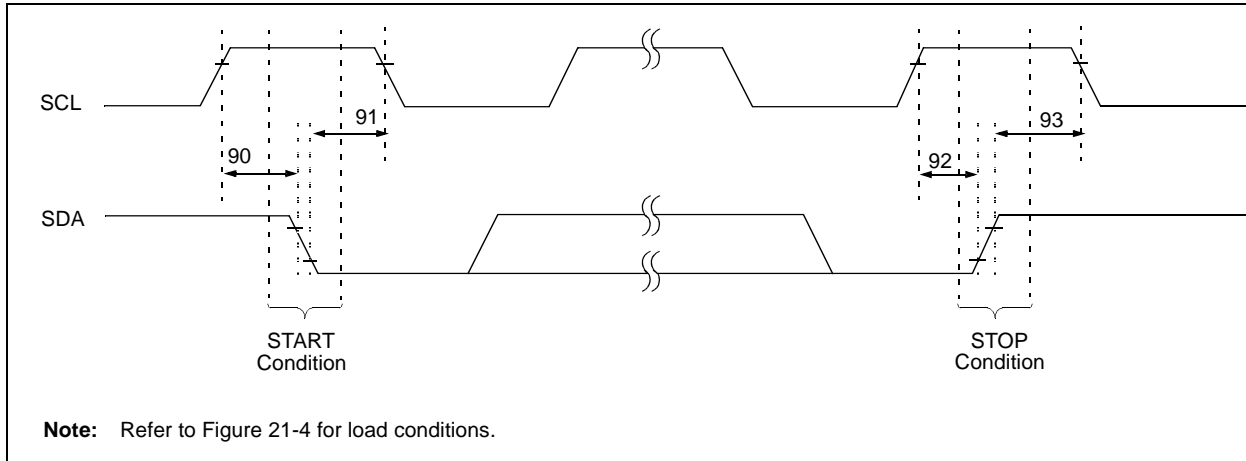 SCL
91
93
90
92
SDA
START
Condition
STOP
Condition
Note: Refer to Figure 21-4 for load conditions.